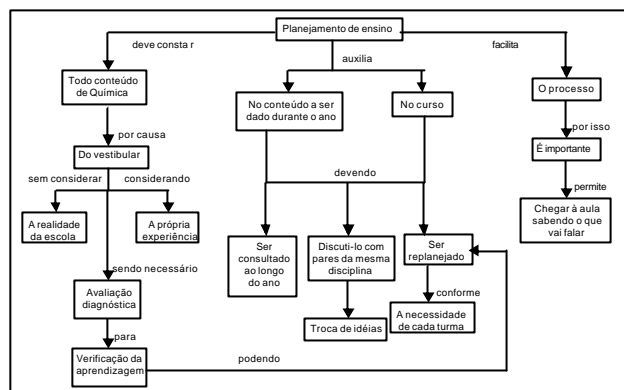 Planejamento de ensino
deve consta r
auxilia
facilita
Todo conteúdo
de Química
No conteúdo a ser
dado durante o ano
No curso
O processo
por causa
por isso
Do vestibular
É importante
sem considerar
considerando
devendo
permite
A realidade
da escola
A própria
experiência
Chegar à aula
sabendo o que
vai falar
Ser
consultado
ao longo
do ano
Discuti-lo com
pares da mesma
disciplina
Ser
replanejado
sendo necessário
Avaliação
diagnóstica
conforme
Troca de idéias
A necessidade
de cada turma
para
Verificação da
aprendizagem
podendo